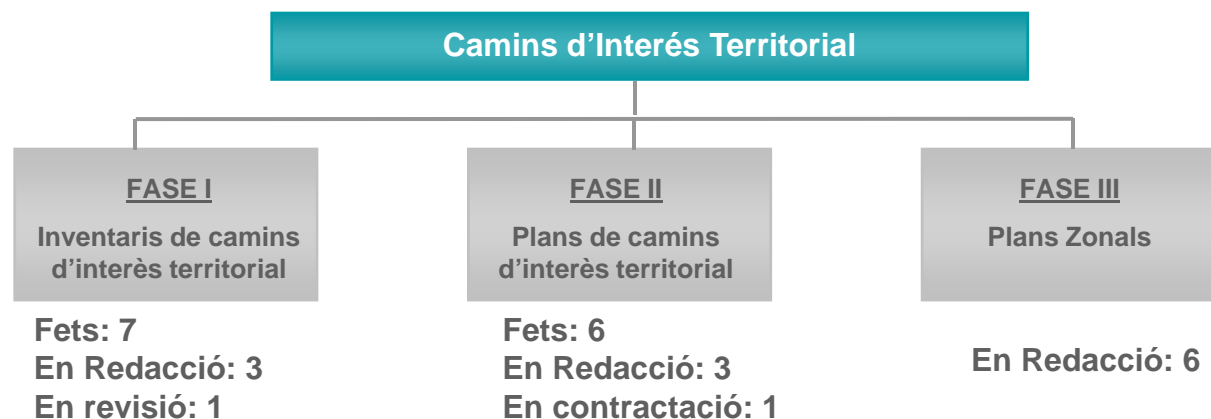 Camins d’Interés Territorial
FASE I
Inventaris de camins
d’interès territorial
Fets: 7
En Redacció: 3
En revisió: 1
FASE II
Plans de camins
d’interès territorial
Fets: 6
En Redacció: 3
En contractació: 1
FASE III
Plans Zonals
En Redacció: 6